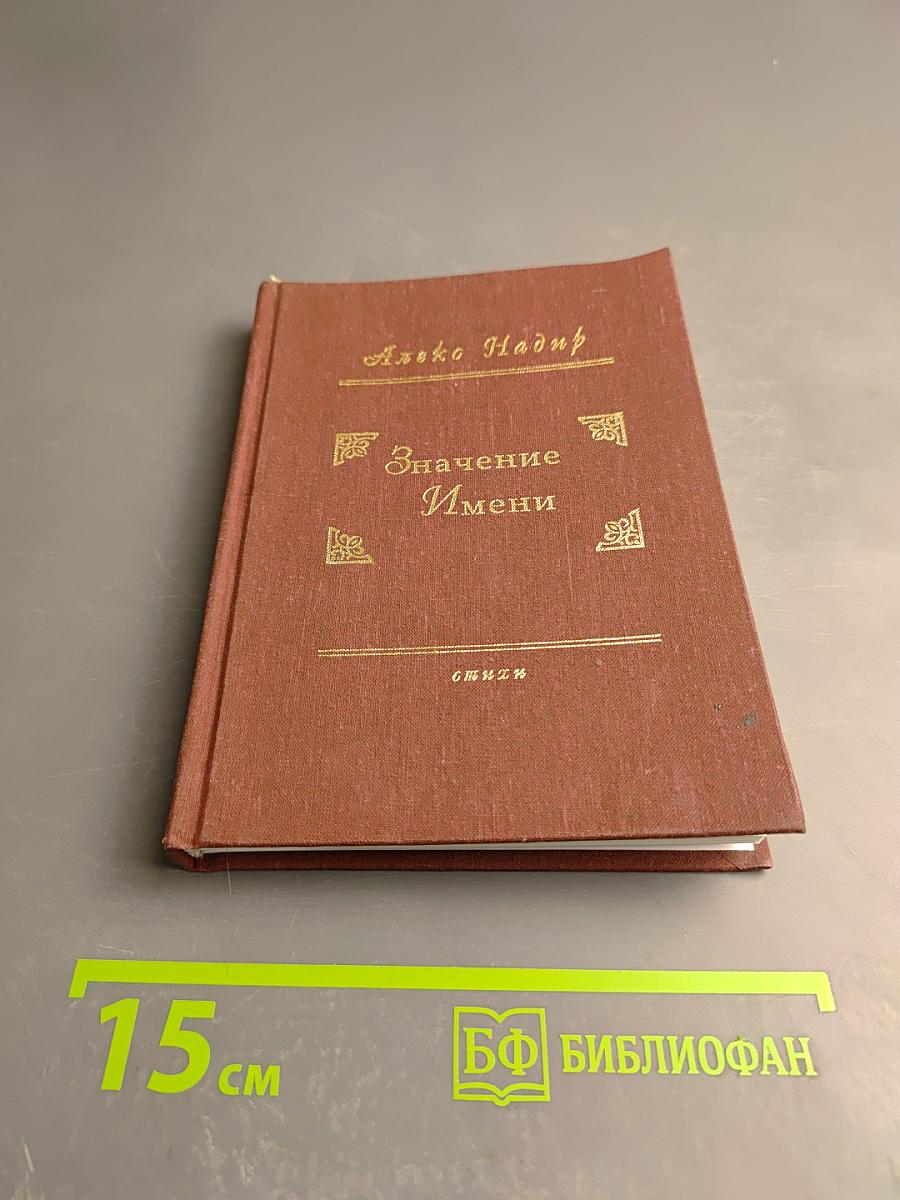 Алеко Надир
Значение
Имени
стихи
15 см
БФ БИБЛИОФАН